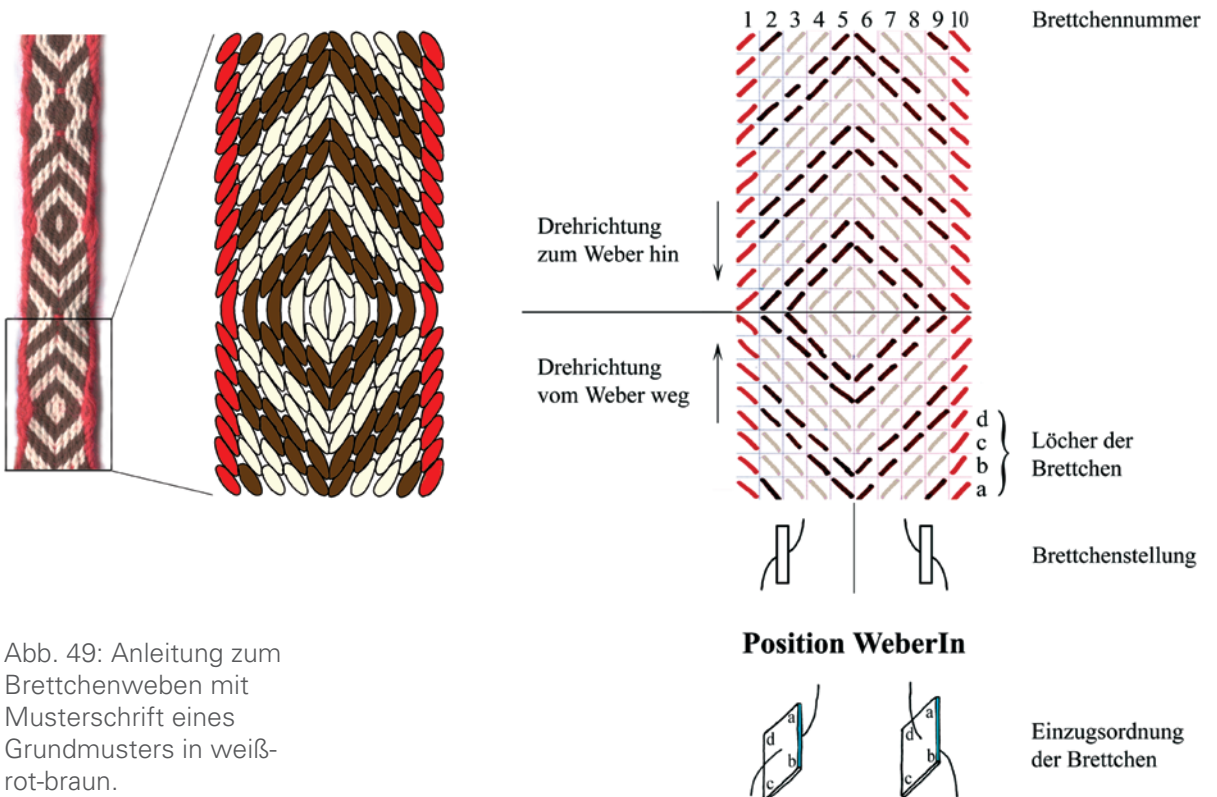 1 2 3 4 5 6 7 8 9 10
Brettchennummer
Drehrichtung
zum Weber hin
Drehrichtung
vom Weber weg
d
c
b
a
Löcher der
Brettchen
Brettchenstellung
Position WeberIn
a
d
b
c
a
d
b
c
Einzugsordnung
der Brettchen
Abb. 49: Anleitung zum
Brettchenweben mit
Musterschrift eines
Grundmusters in weiß-
rot-braun.